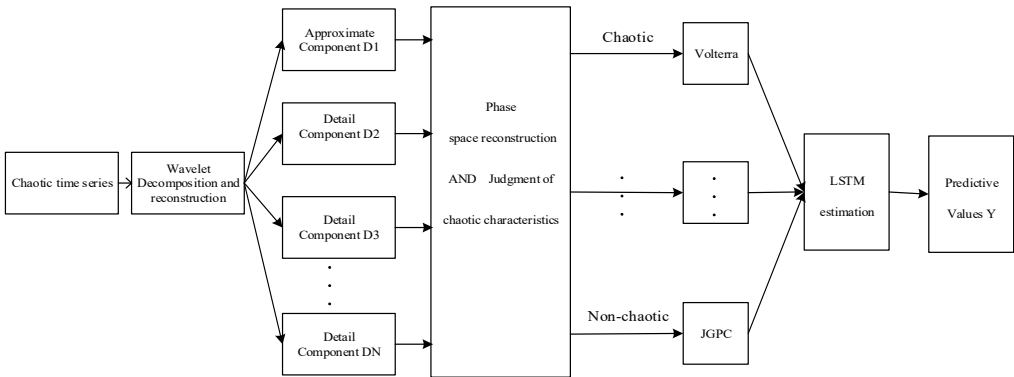 Chaotic time series
Wavelet
Decomposition and
reconstruction
Approximate
Component D1
Detail
Component D2
Detail
Component D3
Detail
Component DN
Phase
space reconstruction
AND Judgment of
chaotic characteristics
Chaotic
Non-chaotic
Volterra
JGPC
LSTM
estimation
Predictive
Values Y